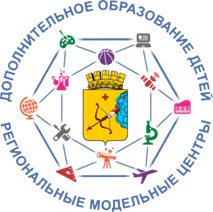 ДОПОЛНИТЕЛЬНОЕ ОБРАЗОВАНИЕ ДЕТЕЙ
РЕГИОНАЛЬНЫЕ МОДЕЛЬНЫЕ ЦЕНТРЫ